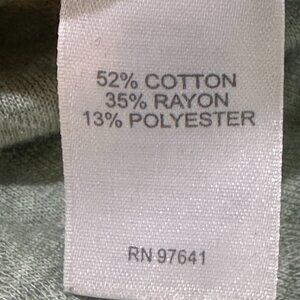 52% COTTON
35% RAYON
13% POLYESTER
RN 97641